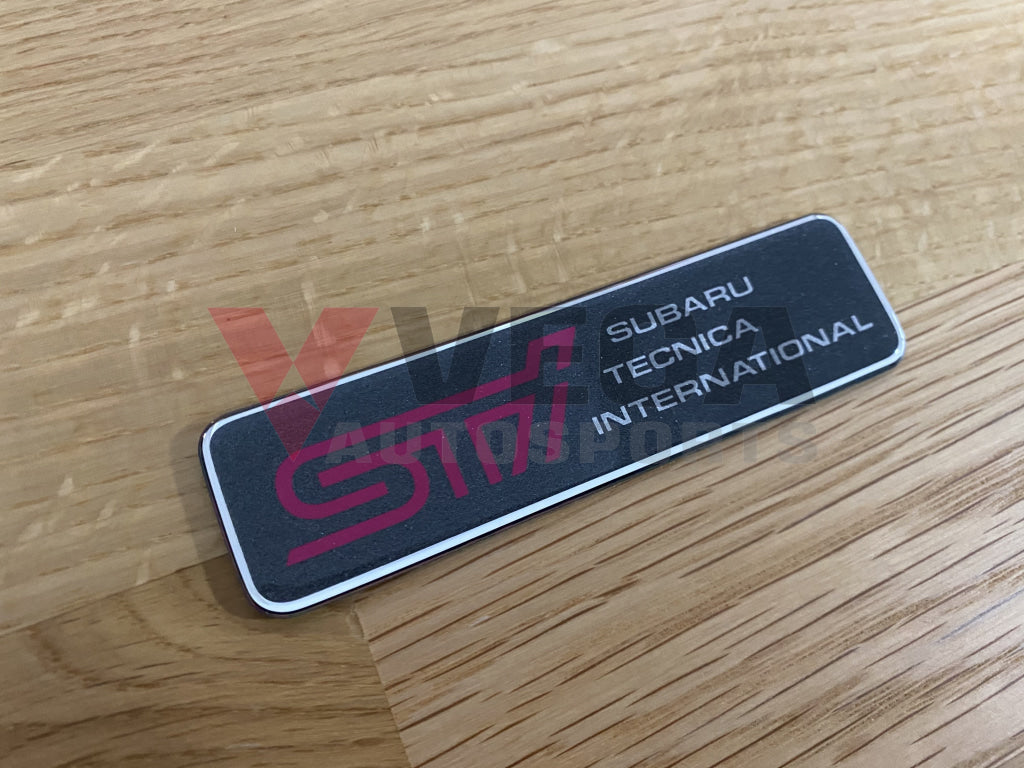 STI
SUBARU
TECNICA
INTERNATIONAL
VEGA
AUTOSPORTS